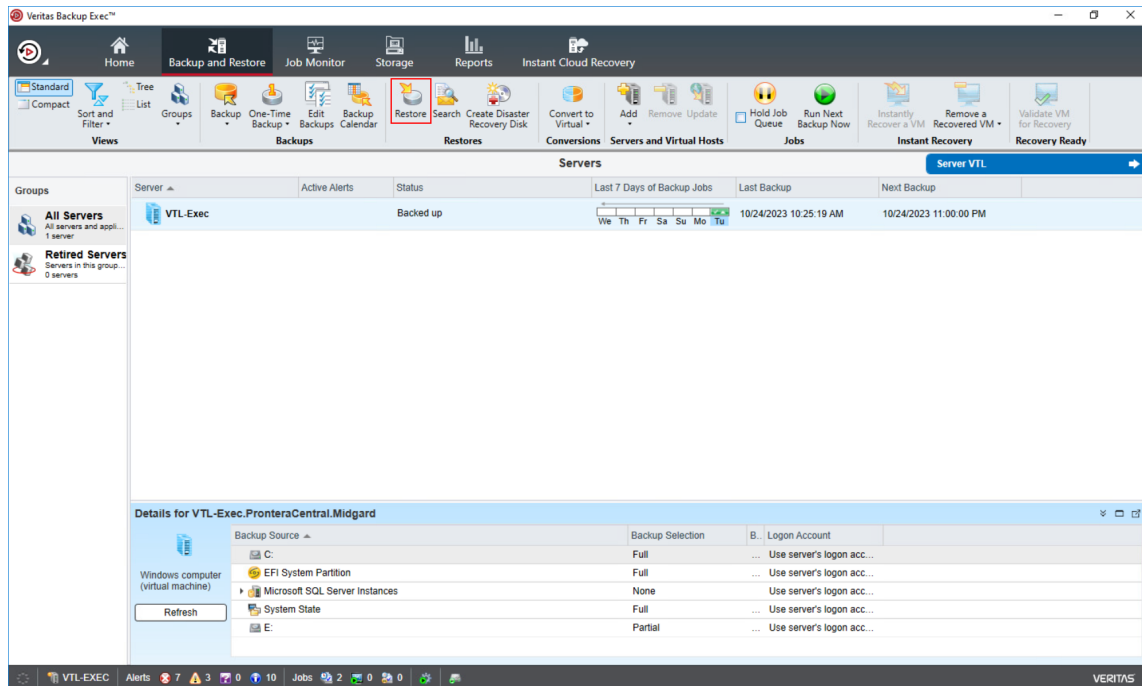 Veritas Backup Exec™
Home
Backup and Restore
Job Monitor
Storage
Reports
Instant Cloud Recovery
Standard
Compact
Sort and
Filter
Tree
List
Views
Groups
Backup
One-Time
Backup
Edit
Backups
Backup
Calendar
Backups
Restore
Search
Create Disaster
Recovery Disk
Restores
Convert to
Virtual
Conversions
Add
Remove
Update
Servers and Virtual Hosts
Hold Job
Queue
Run Next
Backup Now
Jobs
Instantly
Recover a VM
Remove a
Recovered VM
Instant Recovery
Validate VM
for Recovery
Recovery Ready
Servers
Server VTL
Groups
All Servers
All servers and appli...
1 server
Retired Servers
Servers in this group...
0 servers
Server Active Alerts Status Last 7 Days of Backup Jobs Last Backup Next Backup
VTL-Exec Backed up We Th Fr Sa Su Mo Tu 10/24/2023 10:25:19 AM 10/24/2023 11:00:00 PM
Details for VTL-Exec.PronteraCentral.Midgard
Windows computer
(virtual machine)
Refresh
Backup Source Backup Selection B... Logon Account
C: Full ... Use server's logon acc...
EFI System Partition Full ... Use server's logon acc...
Microsoft SQL Server Instances None Use server's logon acc...
System State Full ... Use server's logon acc...
E: Partial ... Use server's logon acc...
VTL-EXEC Alerts 7 3 0 10 Jobs 2 0 0 VERITAS